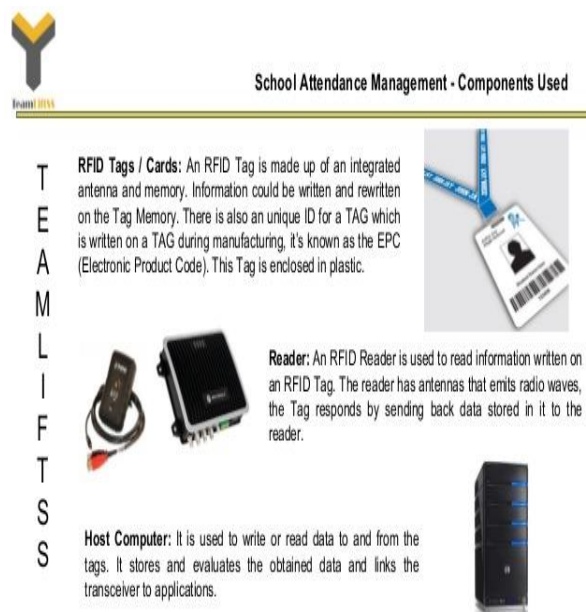 TeamLIFTSS
School Attendance Management - Components Used
TEAMLIFTSS
RFID Tags / Cards: An RFID Tag is made up of an integrated
antenna and memory. Information could be written and rewritten
on the Tag Memory. There is also an unique ID for a TAG which
is written on a TAG during manufacturing, it's known as the EPC
(Electronic Product Code). This Tag is enclosed in plastic.
Reader: An RFID Reader is used to read information written on
an RFID Tag. The reader has antennas that emits radio waves,
the Tag responds by sending back data stored in it to the
reader.
Host Computer: It is used to write or read data to and from the
tags. It stores and evaluates the obtained data and links the
transceiver to applications.